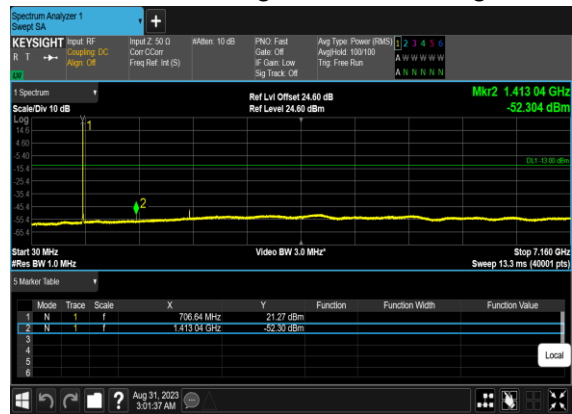 Spectrum Analyzer 1
Swept SA
+
KEYSIGHT Input: RF Input Z: 50 Ω #Atten: 10 dB PNO: Fast Avg Type: Power (RMS) 1 2 3 4 5 6
R T Coupling: DC Corr CCorr Gate: Off Avg|Hold: 100/100 A W W W W W
Align: Off Freq Ref: Int (S) IF Gain: Low Trig: Free Run
Sig Track: Off A N N N N N
LW
1 Spectrum Ref Lvl Offset 24.60 dB Mkr2 1.413 04 GHz
Scale/Div 10 dB Ref Level 24.60 dBm -52.304 dBm
Log
14.6
1
4.60
-5.40
DL1 -13.00 dBm
-15.4
-25.4
-35.4
-45.4
2
-55.4
-65.4
Start 30 MHz Video BW 3.0 MHz* Stop 7.160 GHz
#Res BW 1.0 MHz Sweep 13.3 ms (40001 pts)
5 Marker Table
Mode Trace Scale X Y Function Function Width Function Value
1 N 1 f 706.64 MHz 21.27 dBm
2 N 1 f 1.413 04 GHz -52.30 dBm
3
4
5
6
Local
? Aug 31, 2023
3:01:37 AM